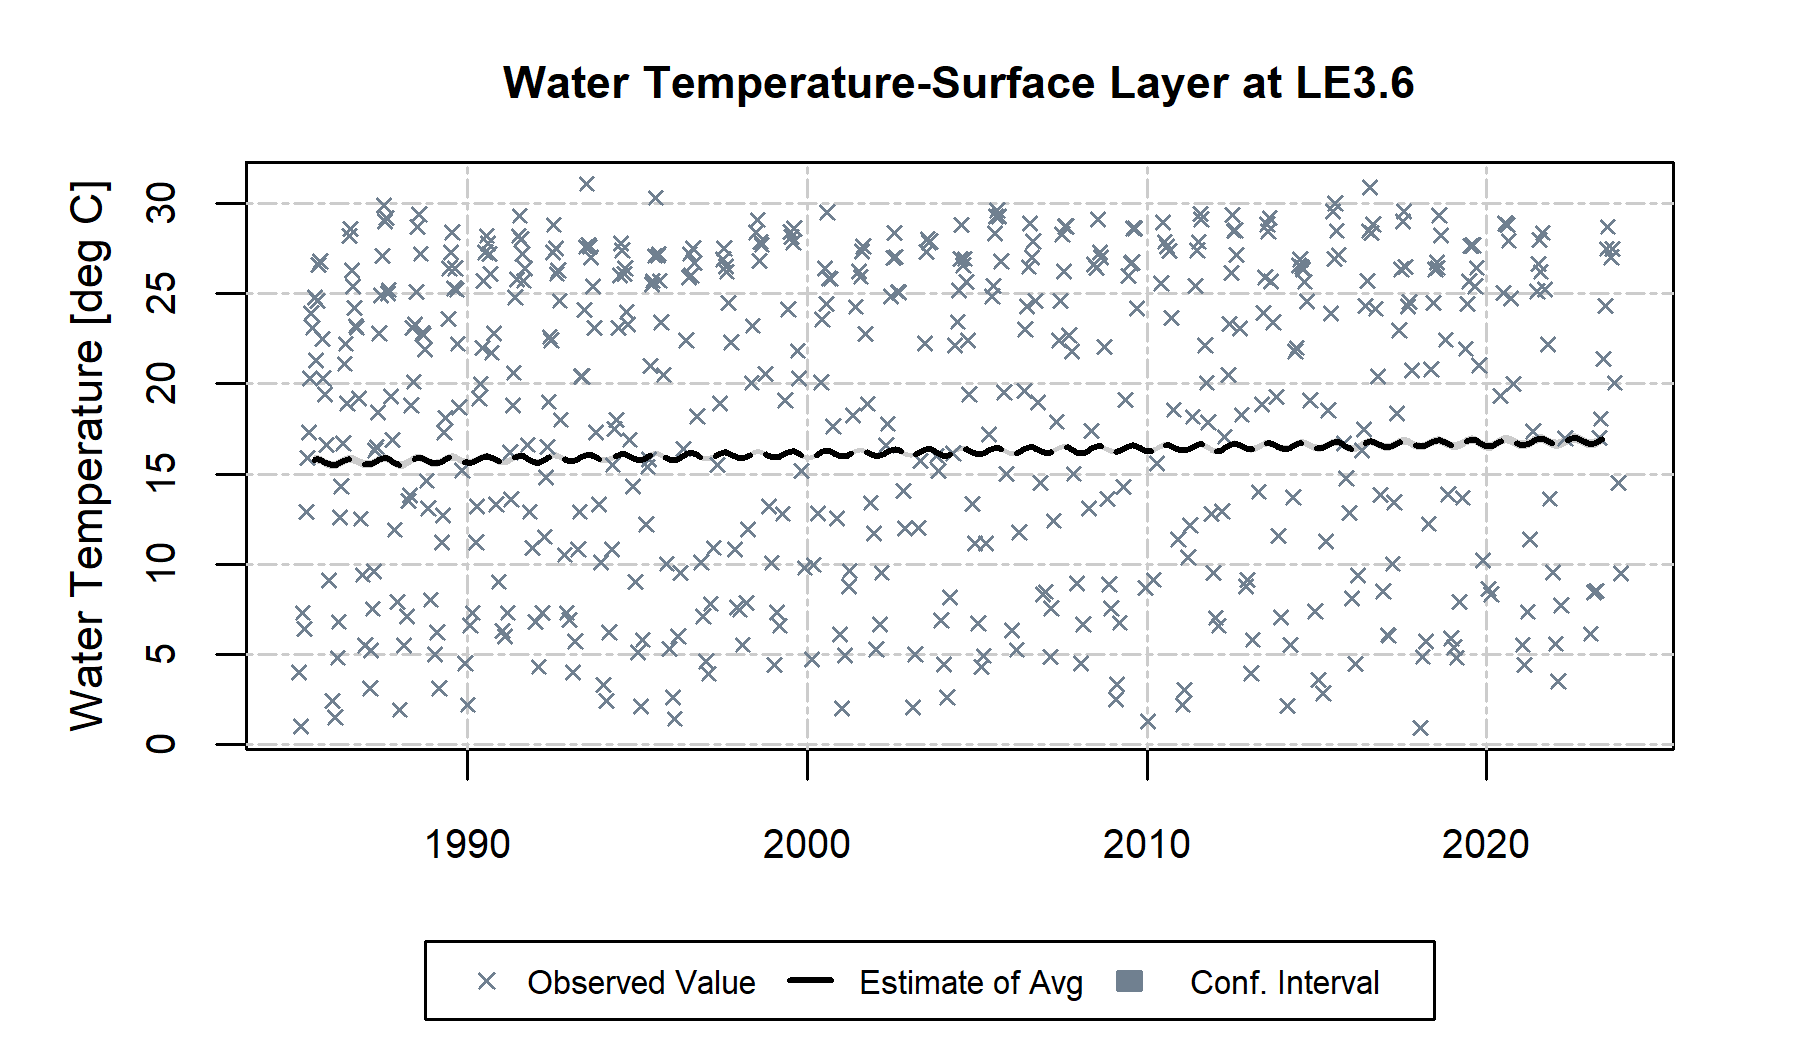 Water Temperature-Surface Layer at LE3.6
Water Temperature [deg C]
30
25
20
15
10
5
0
1990 2000 2010 2020
Observed Value Estimate of Avg Conf. Interval